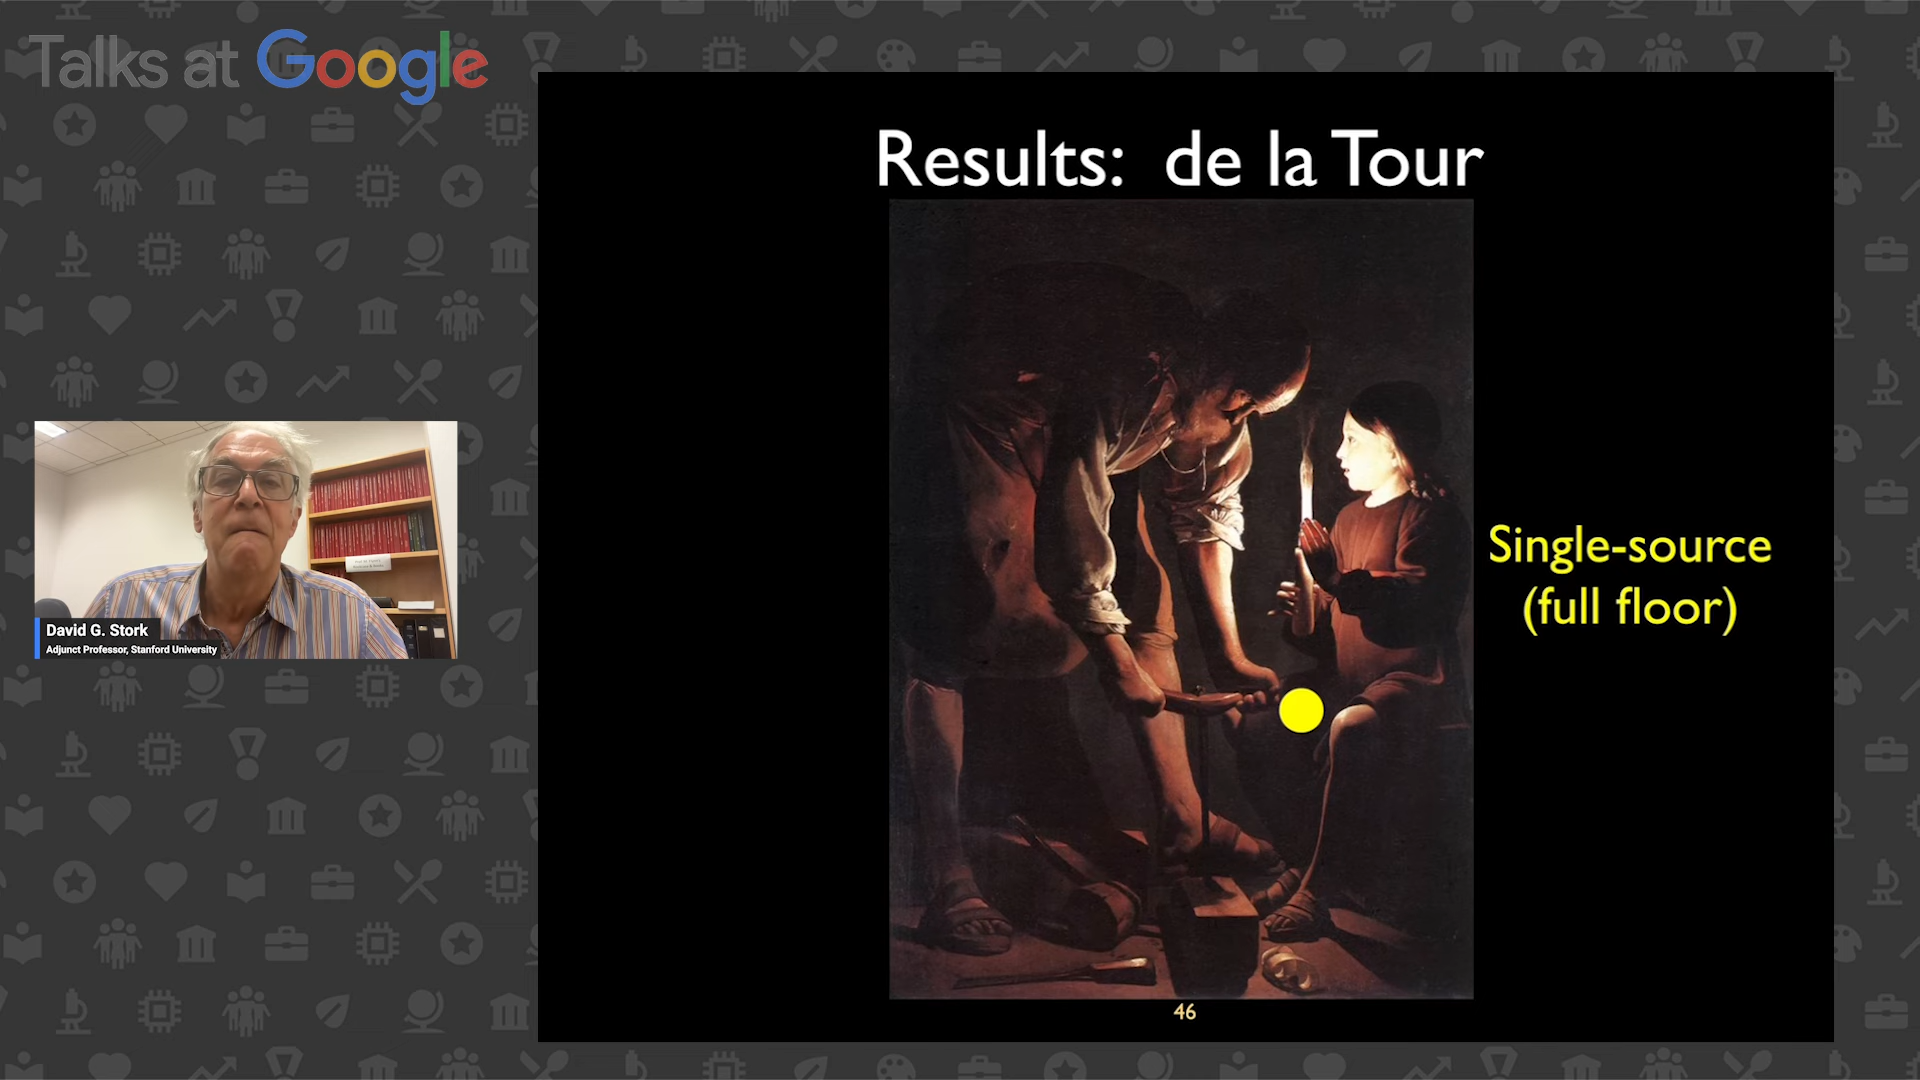 Talks at Google
Results: de la Tour
Single-source
(full floor)
David G. Stork
Adjunct Professor, Stanford University
46